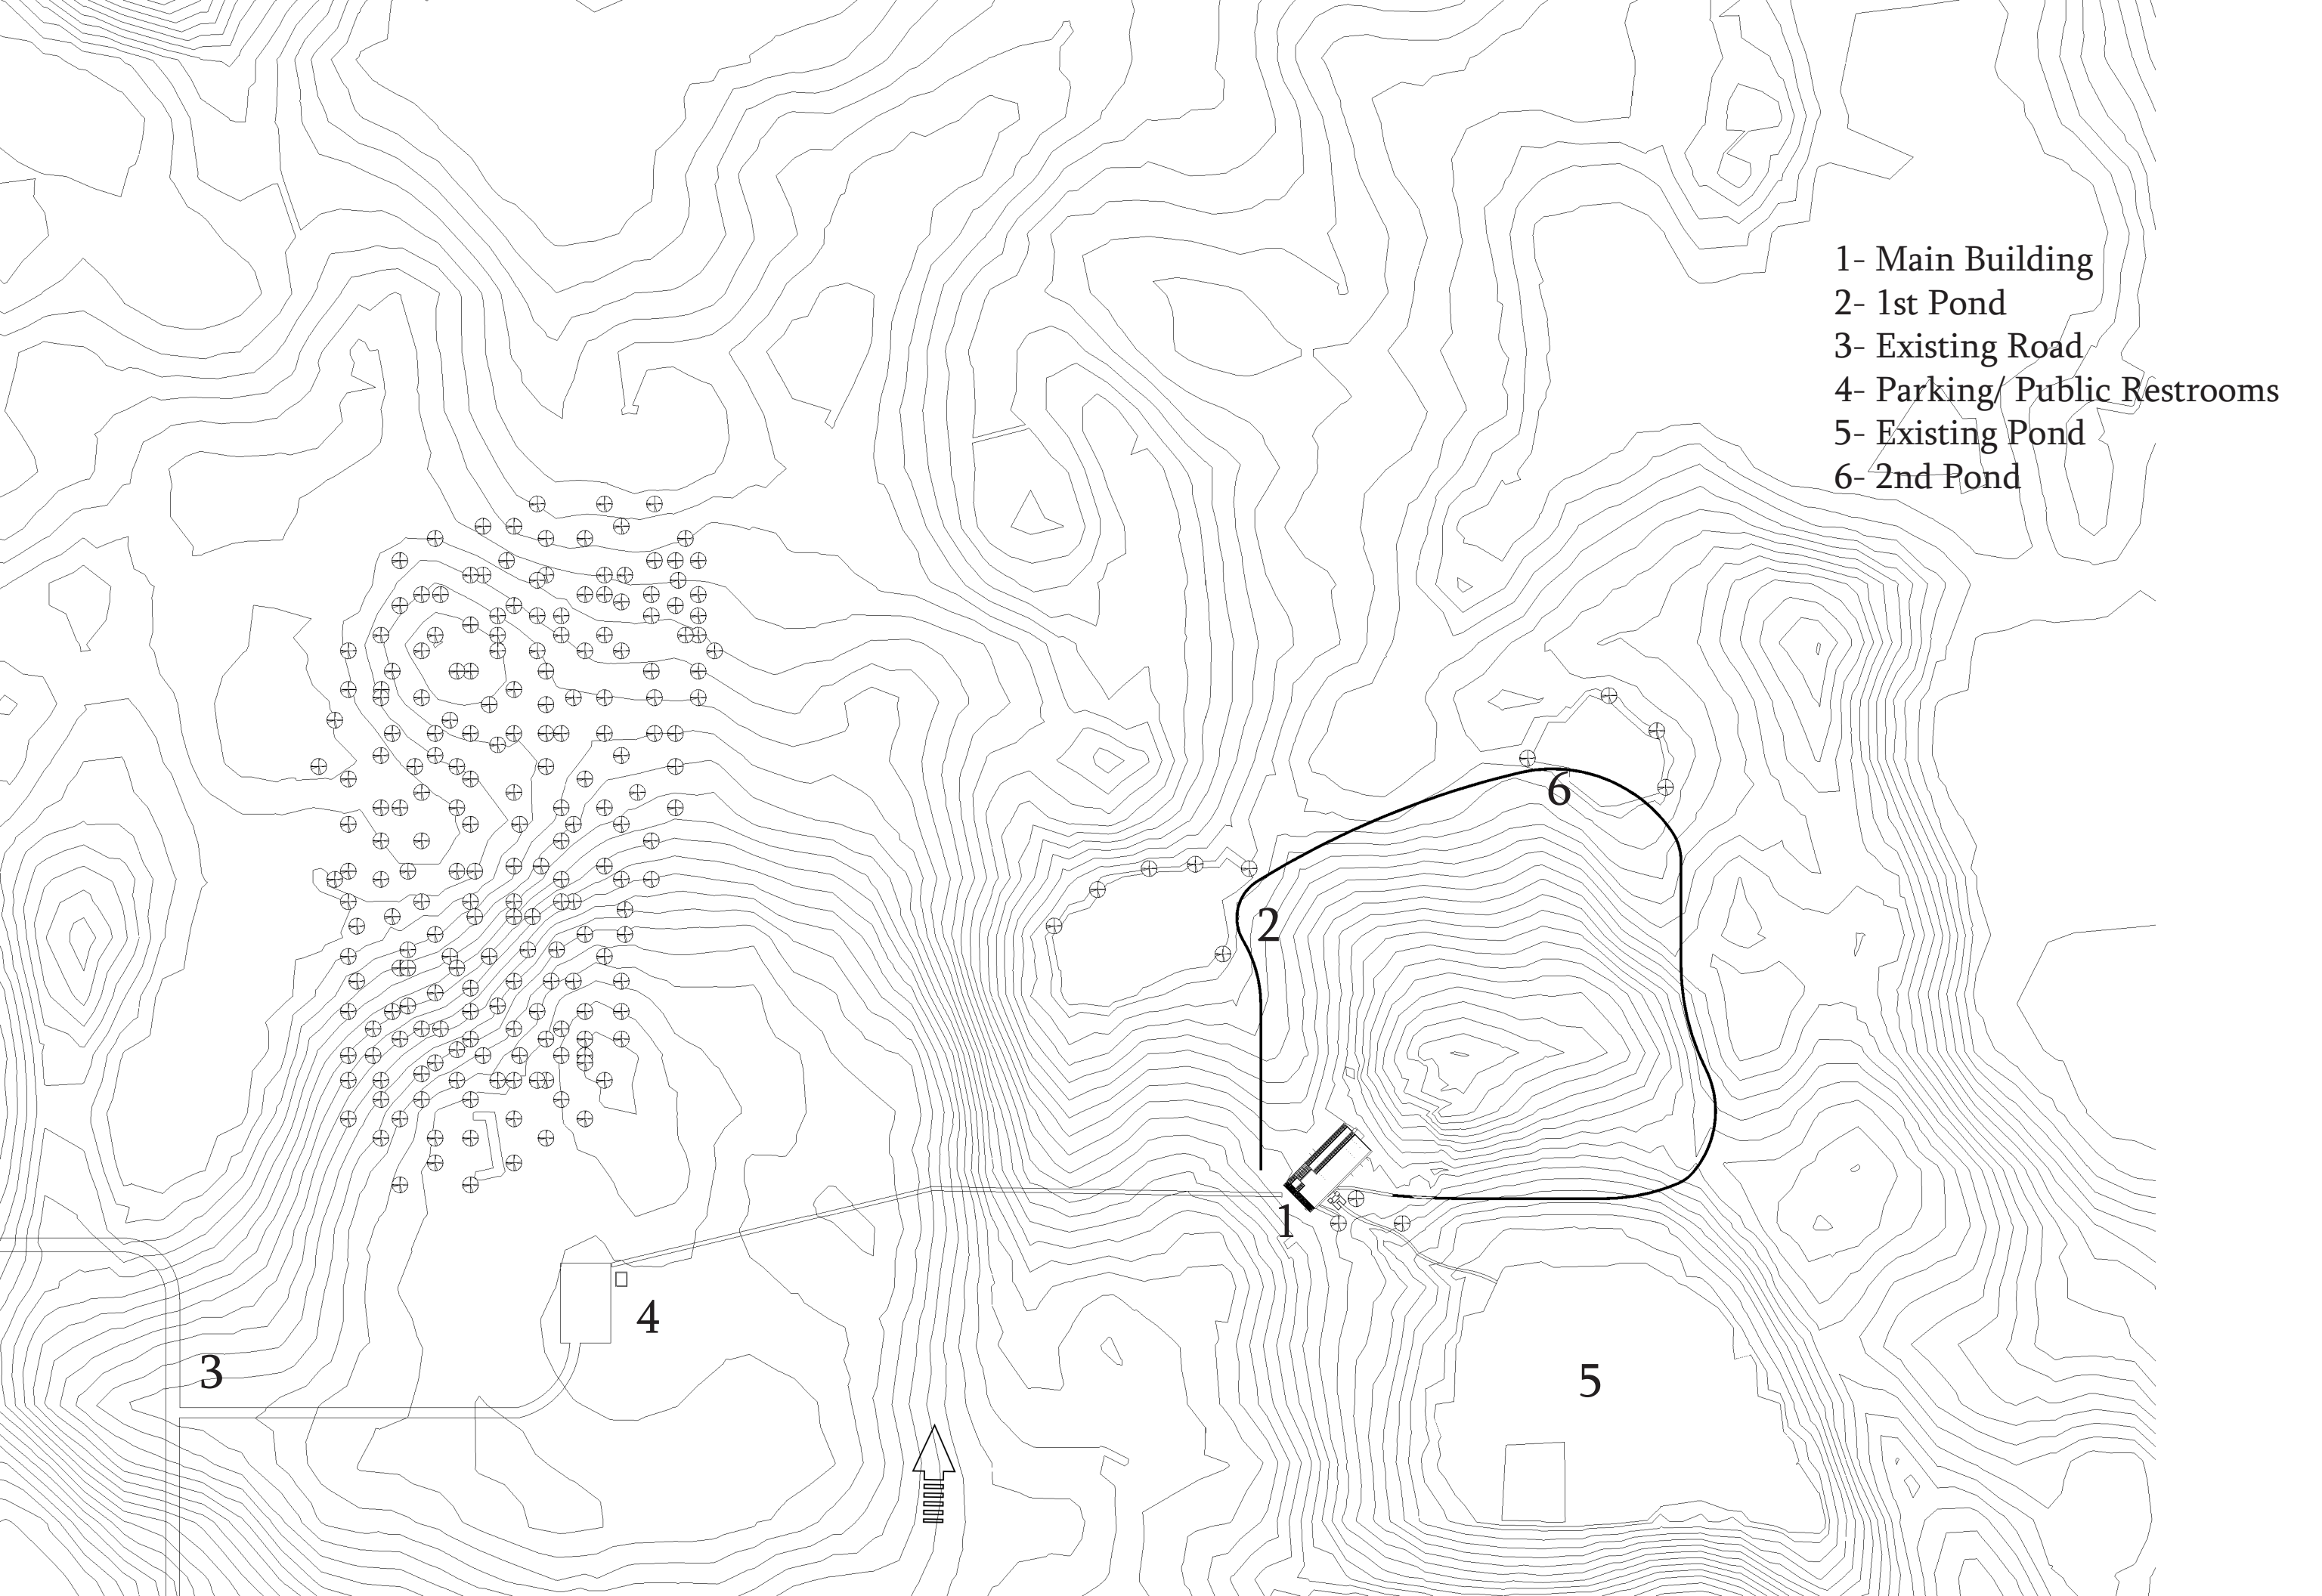 1- Main Building
2- 1st Pond
3- Existing Road
4- Parking/ Public Restrooms
5- Existing Pond
6- 2nd Pond
6
2
1
4
3
5